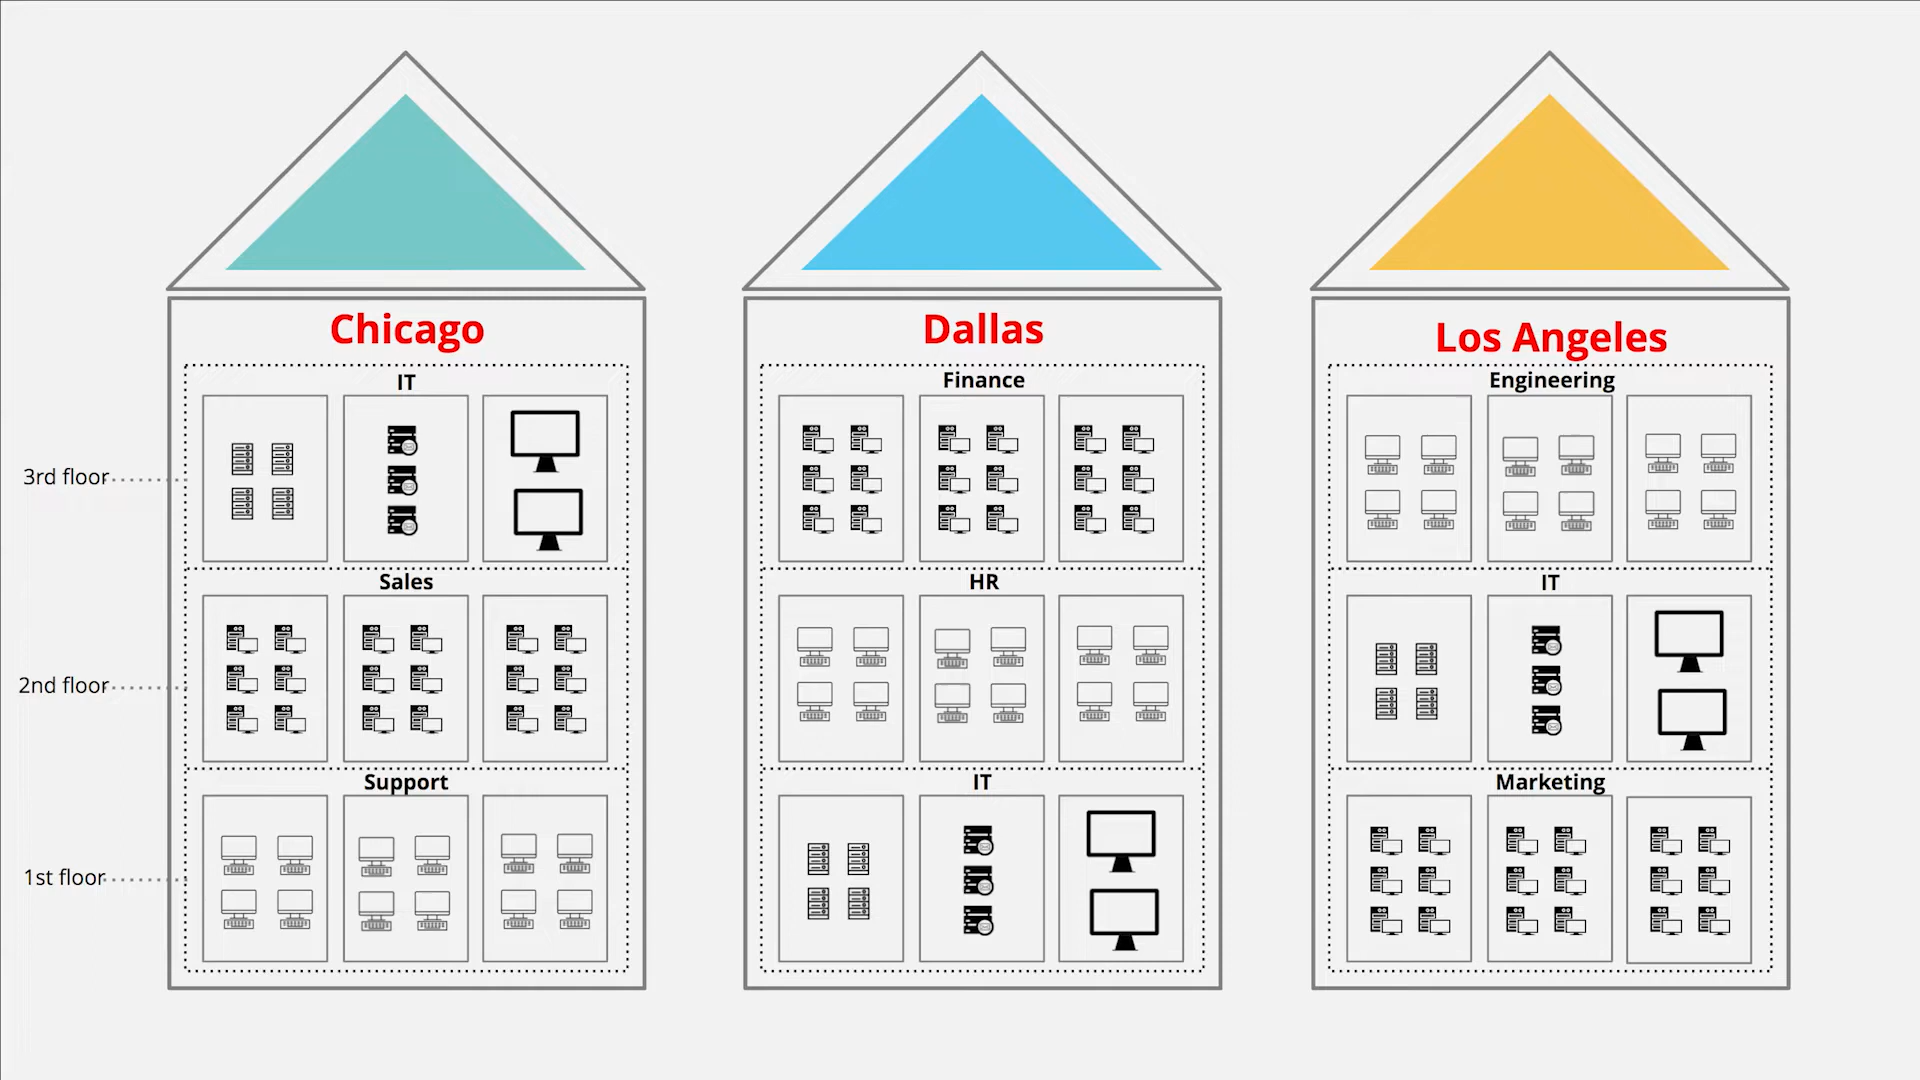 Chicago
Dallas
Los Angeles
IT
Finance
Engineering
3rd floor
Sales
HR
IT
2nd floor
Support
IT
Marketing
1st floor